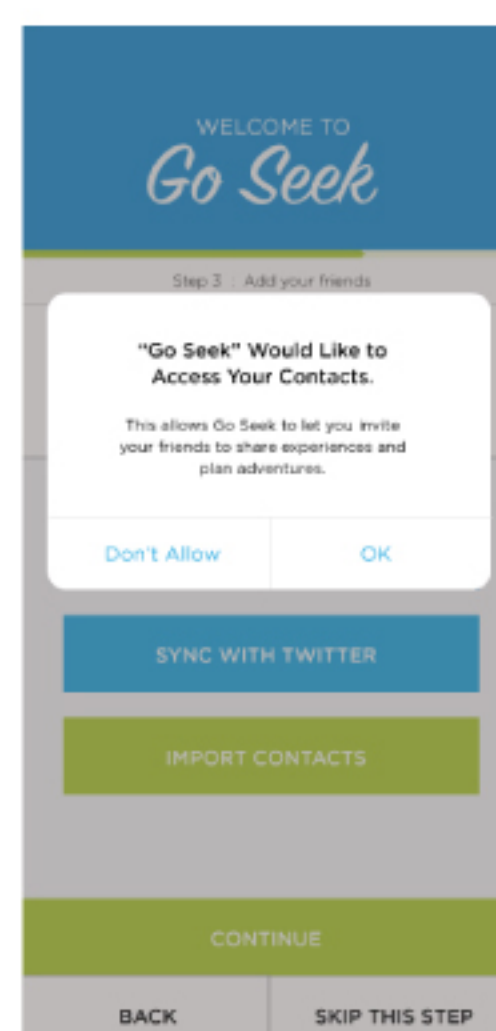 WELCOME TO
Go Seek
Step 3 : Add your friends
“Go Seek” Would Like to
Access Your Contacts.
This allows Go Seek to let you invite
your friends to share experiences and
plan adventures.
Don't Allow
OK
SYNC WITH TWITTER
IMPORT CONTACTS
CONTINUE
BACK
SKIP THIS STEP